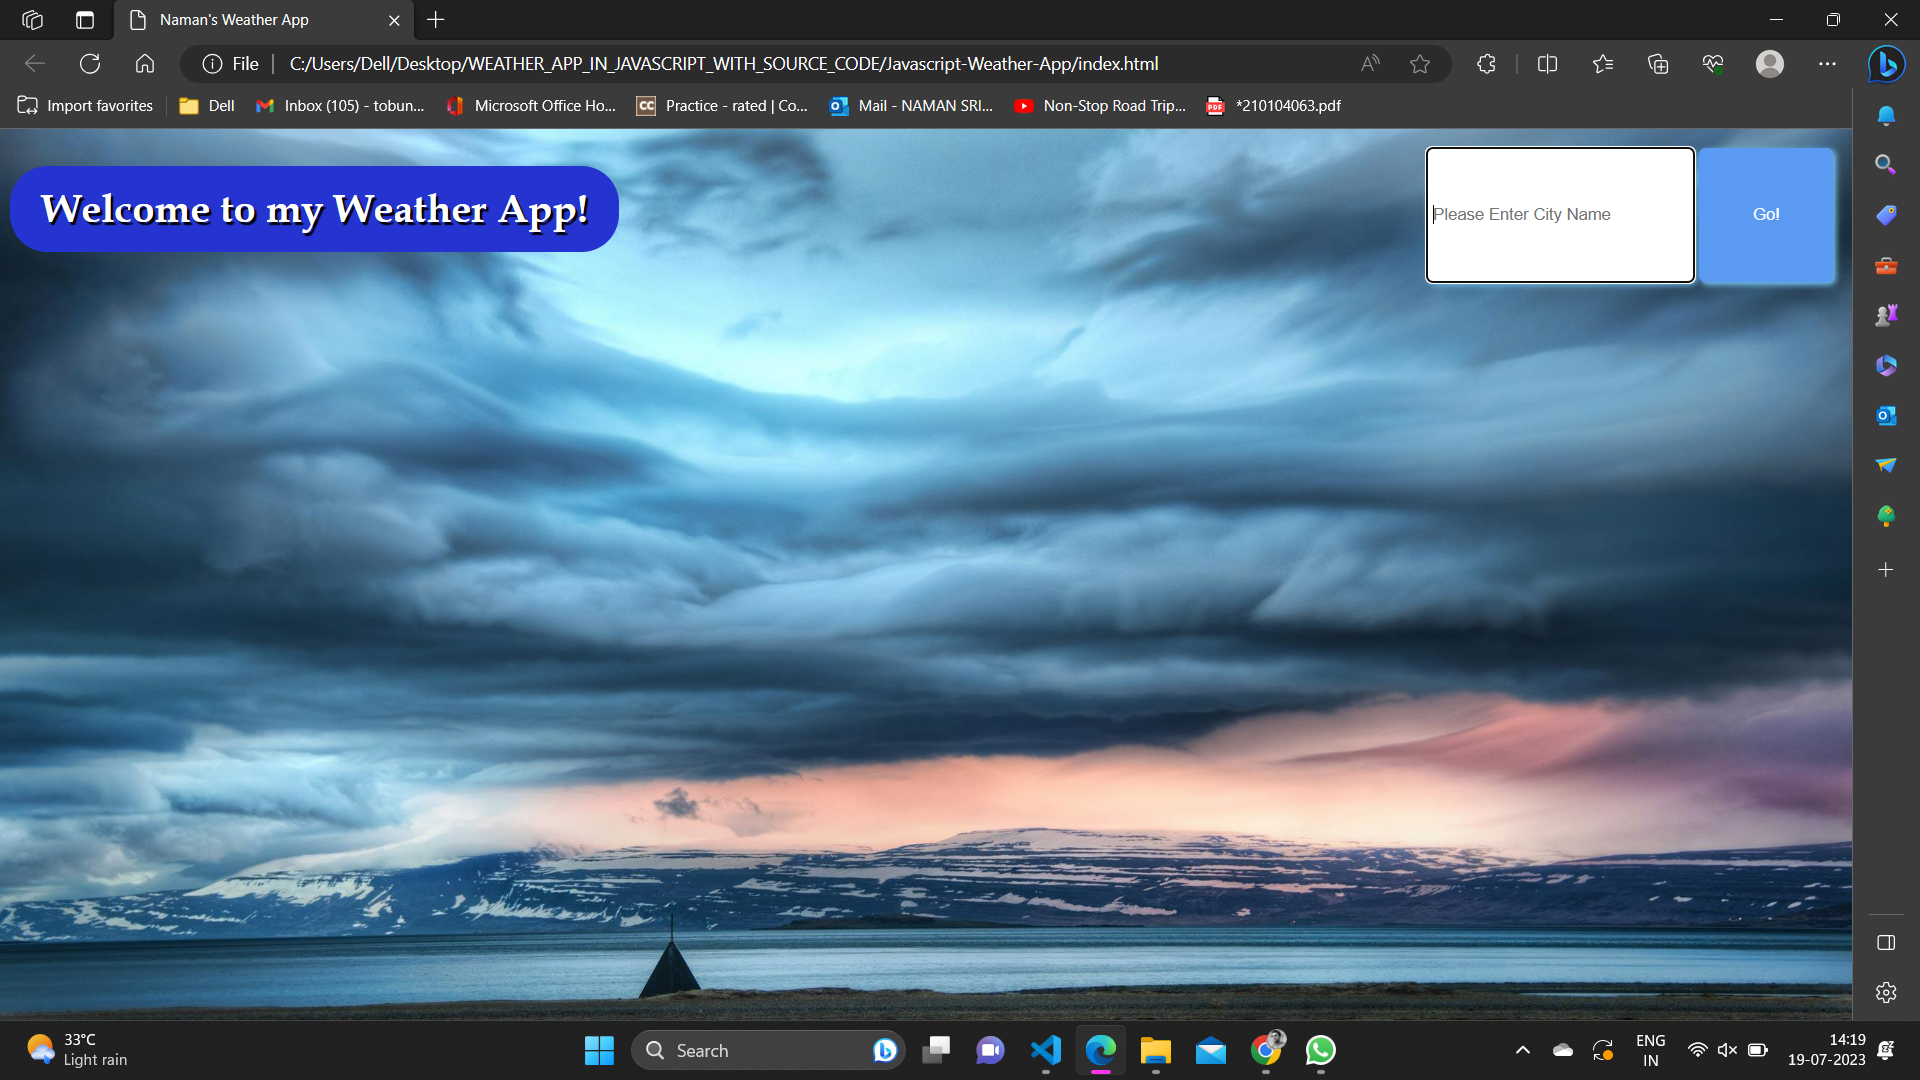 Naman's Weather App
File
C:/Users/Dell/Desktop/WEATHER_APP_IN_JAVASCRIPT_WITH_SOURCE_CODE/Javascript-Weather-App/index.html
Import favorites
Dell
Inbox (105) - tobun...
Microsoft Office Ho...
CC
Practice - rated | Co...
Mail - NAMAN SRI...
Non-Stop Road Trip...
PDF
*210104063.pdf
Welcome to my Weather App!
Please Enter City Name
Go!
33°C
Light rain
Search
ENG
IN
14:19
19-07-2023